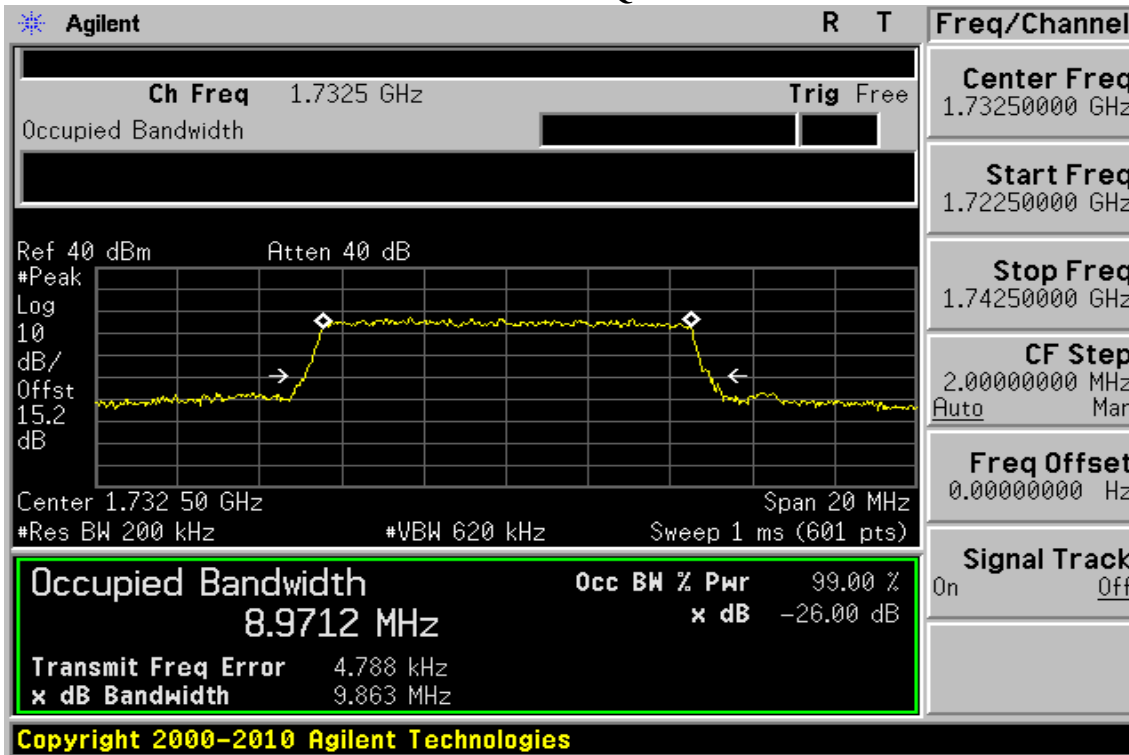 Agilent R T
Ch Freq 1.7325 GHz Trig Free
Occupied Bandwidth
Ref 40 dBm Atten 40 dB
#Peak
Log
10
dB/
Offst
15.2
dB
Center 1.732 50 GHz Span 20 MHz
#Res BW 200 kHz #VBW 620 kHz Sweep 1 ms (601 pts)
Occupied Bandwidth Occ BW % Pwr 99.00 %
8.9712 MHz x dB -26.00 dB
Transmit Freq Error 4.788 kHz
x dB Bandwidth 9.863 MHz
Copyright 2000-2010 Agilent Technologies
Freq/Channel
Center Freq
1.73250000 GHz
Start Freq
1.72250000 GHz
Stop Freq
1.74250000 GHz
CF Step
2.00000000 MHz
Auto Man
Freq Offset
0.00000000 Hz
Signal Track
On Off